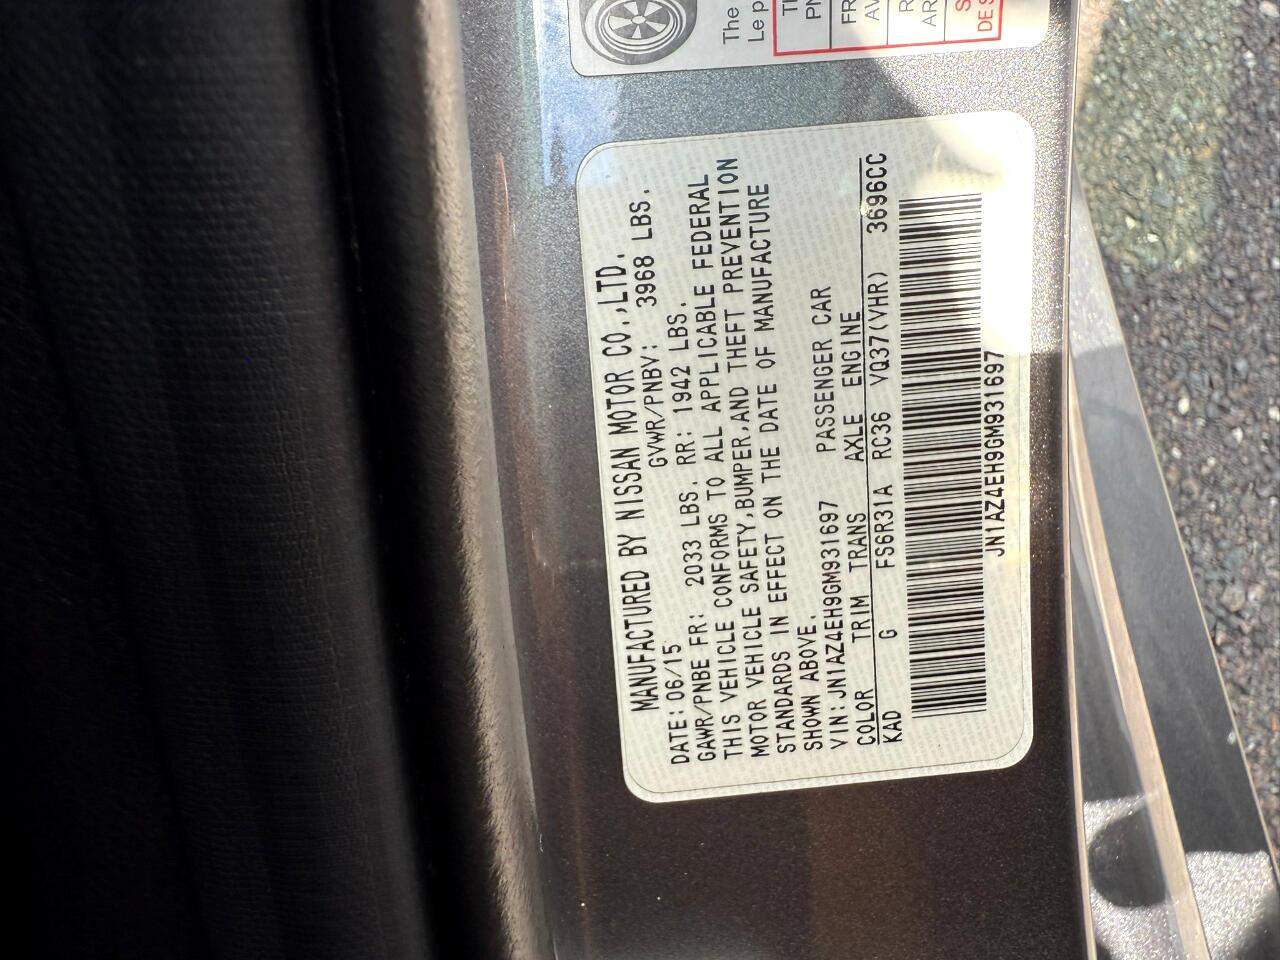 MANUFACTURED BY NISSAN MOTOR CO.,LTD.
DATE:06/15 GVWR/PNBV: 3968 LBS.
GAWR/PNBE FR: 2033 LBS. RR: 1942 LBS.
THIS VEHICLE CONFORMS TO ALL APPLICABLE FEDERAL
MOTOR VEHICLE SAFETY,BUMPER,AND THEFT PREVENTION
STANDARDS IN EFFECT ON THE DATE OF MANUFACTURE
SHOWN ABOVE.
VIN:JN1AZ4EH9GM931697 PASSENGER CAR
COLOR TRIM TRANS AXLE ENGINE
KAD G FS6R31A RC36 VQ37(VHR) 3696CC
JN1AZ4EH9GM931697
The
Le p